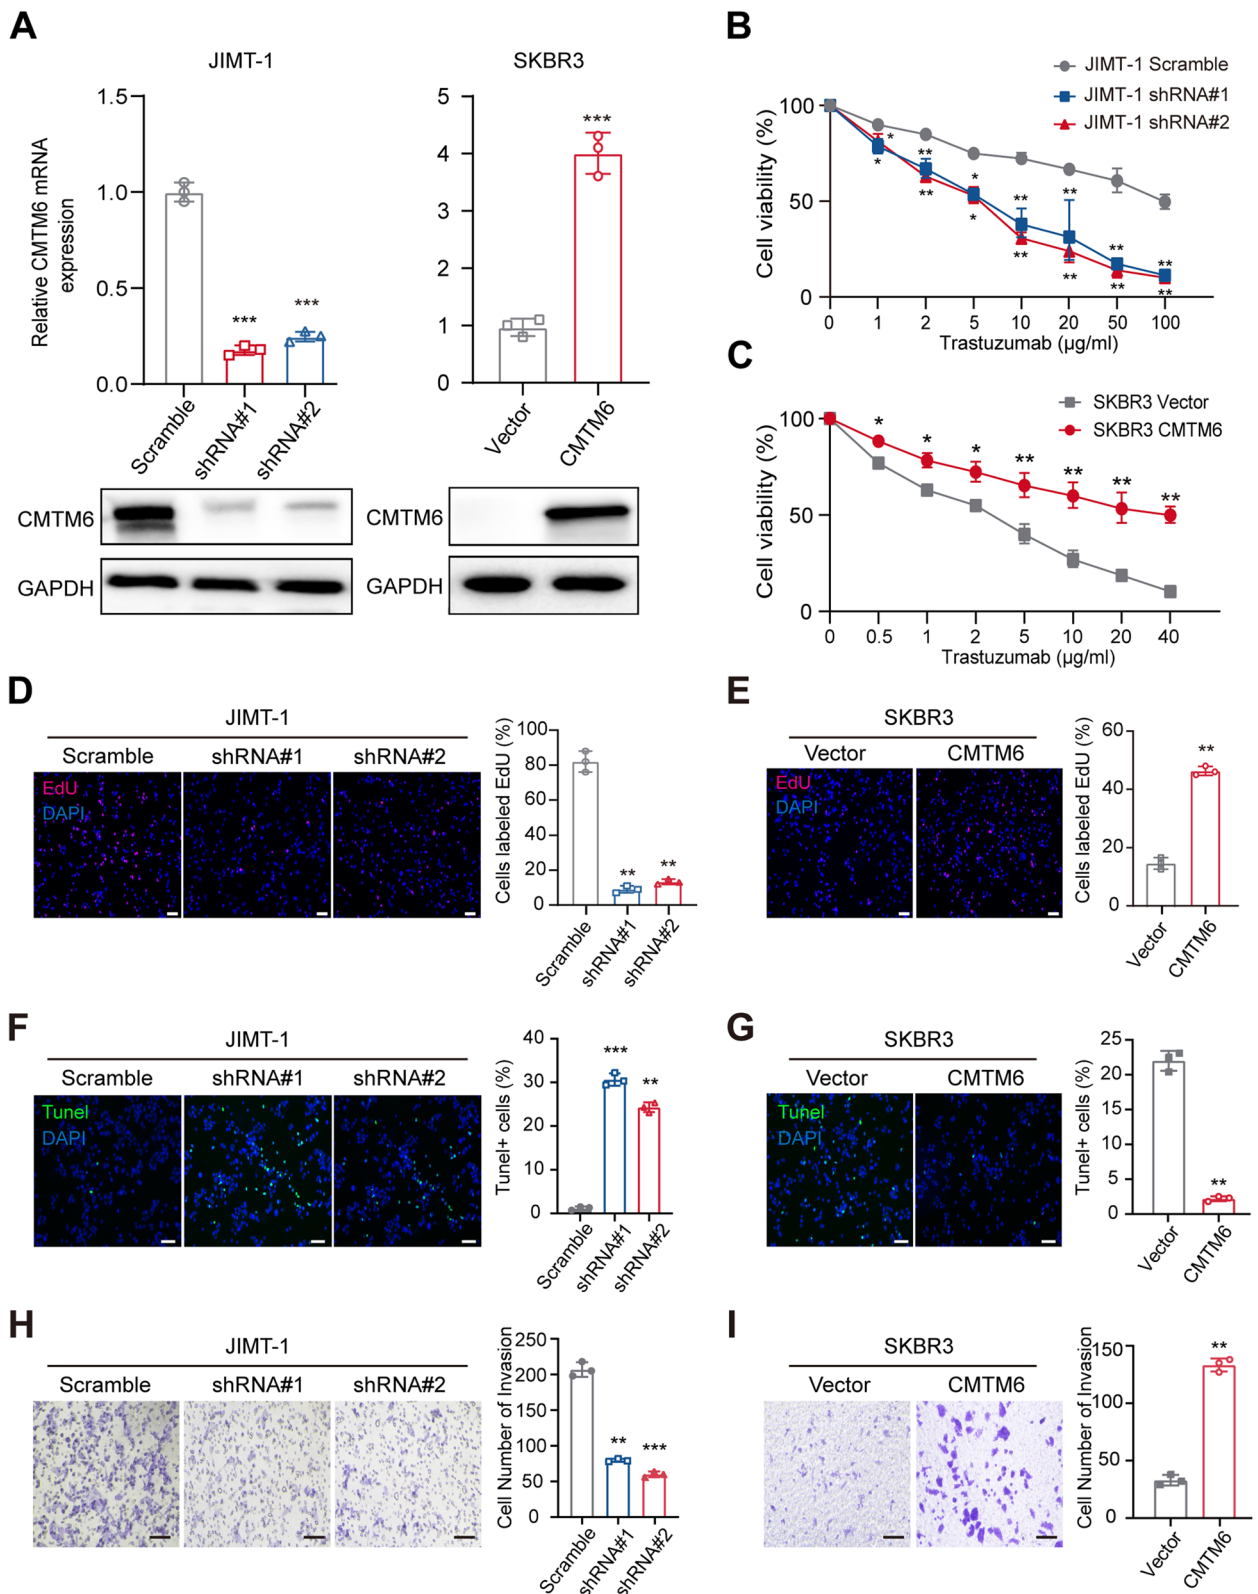 A
JIMT-1
SKBR3
Relative CMTM6 mRNA
expression
1.5
1.0
0.5
0.0
***
***
Scramble
shRNA#1
shRNA#2
5
4
3
2
1
0
***
Vector
CMTM6
CMTM6
GAPDH
CMTM6
GAPDH
B
JIMT-1 Scramble
JIMT-1 shRNA#1
JIMT-1 shRNA#2
Cell viability (%)
100
50
0
*
*
**
**
*
*
**
**
**
**
**
**
**
**
0 1 2 5 10 20 50 100
Trastuzumab (µg/ml)
C
SKBR3 Vector
SKBR3 CMTM6
Cell viability (%)
100
50
0
* * * ** ** ** **
0 0.5 1 2 5 10 20 40
Trastuzumab (µg/ml)
D
JIMT-1
Scramble shRNA#1 shRNA#2
EdU
DAPI
Cells labeled EdU (%)
100
80
60
40
20
0
**
**
Scramble
shRNA#1
shRNA#2
E
SKBR3
Vector CMTM6
EdU
DAPI
Cells labeled EdU (%)
60
40
20
0
**
Vector
CMTM6
F
JIMT-1
Scramble shRNA#1 shRNA#2
Tunel
DAPI
Tunel+ cells (%)
40
30
20
10
0
***
**
Scramble
shRNA#1
shRNA#2
G
SKBR3
Vector CMTM6
Tunel
DAPI
Tunel+ cells (%)
25
20
15
10
5
0
**
Vector
CMTM6
H
JIMT-1
Scramble shRNA#1 shRNA#2
Cell Number of Invasion
250
200
150
100
50
0
**
***
Scramble
shRNA#1
shRNA#2
I
SKBR3
Vector CMTM6
Cell Number of Invasion
150
100
50
0
**
Vector
CMTM6